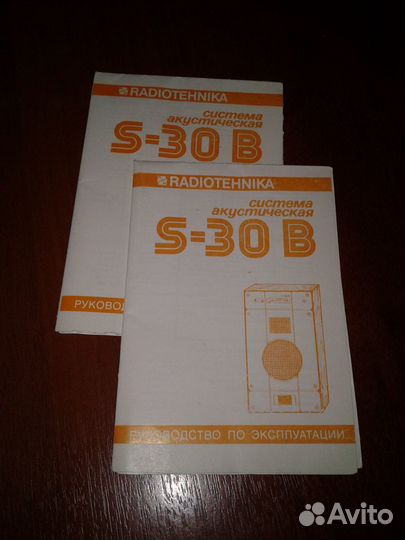 RADIOTEHNIKA
система
акустическая
S-30 B
РУКОВОД
RADIOTEHNIKA
система
акустическая
S-30 B
РУКОВОДСТВО ПО ЭКСПЛУАТАЦИИ
Avito